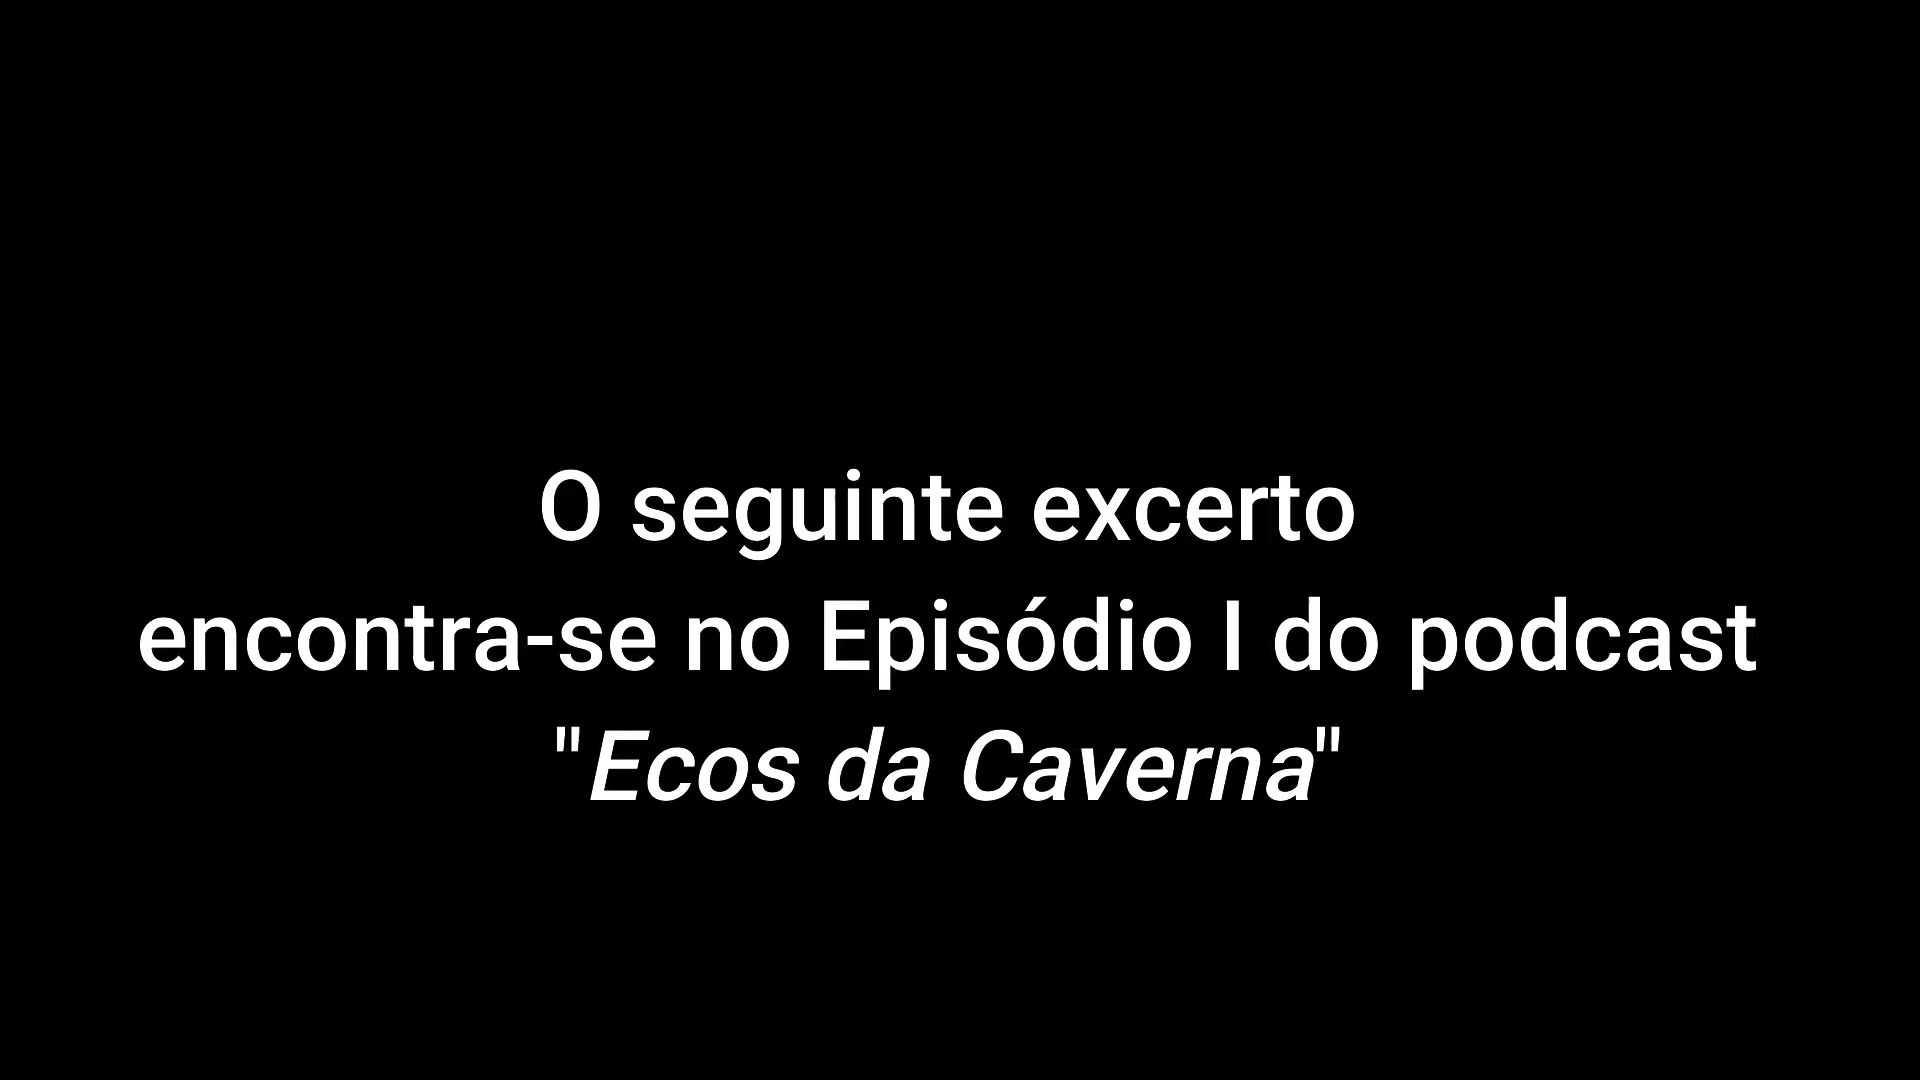 O seguinte excerto
encontra-se no Episódio I do podcast
"Ecos da Caverna"